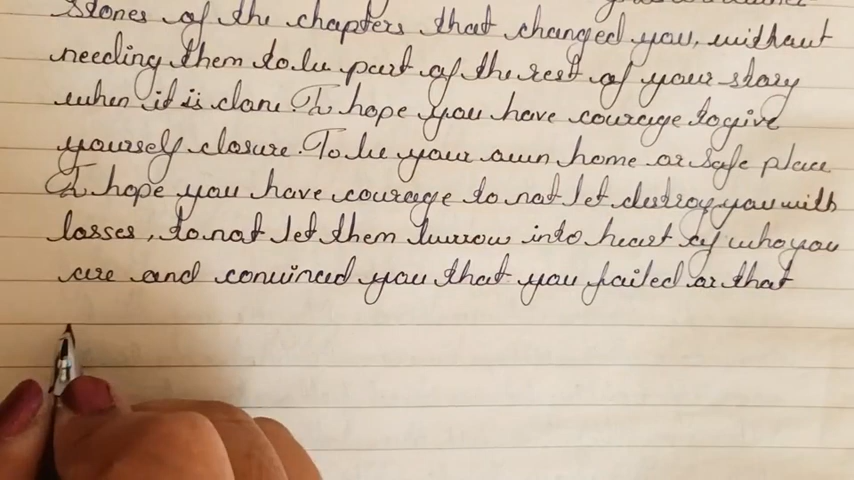 stories of the chapters that changed you, without
needing them to be part of the rest of your story
when it is done. I hope you have courage to give
yourself closure. To be your own home or safe place
I hope you have courage to not let destroy you with
losses, to not let them burrow into heart of who you
are and convinced you that you failed or that